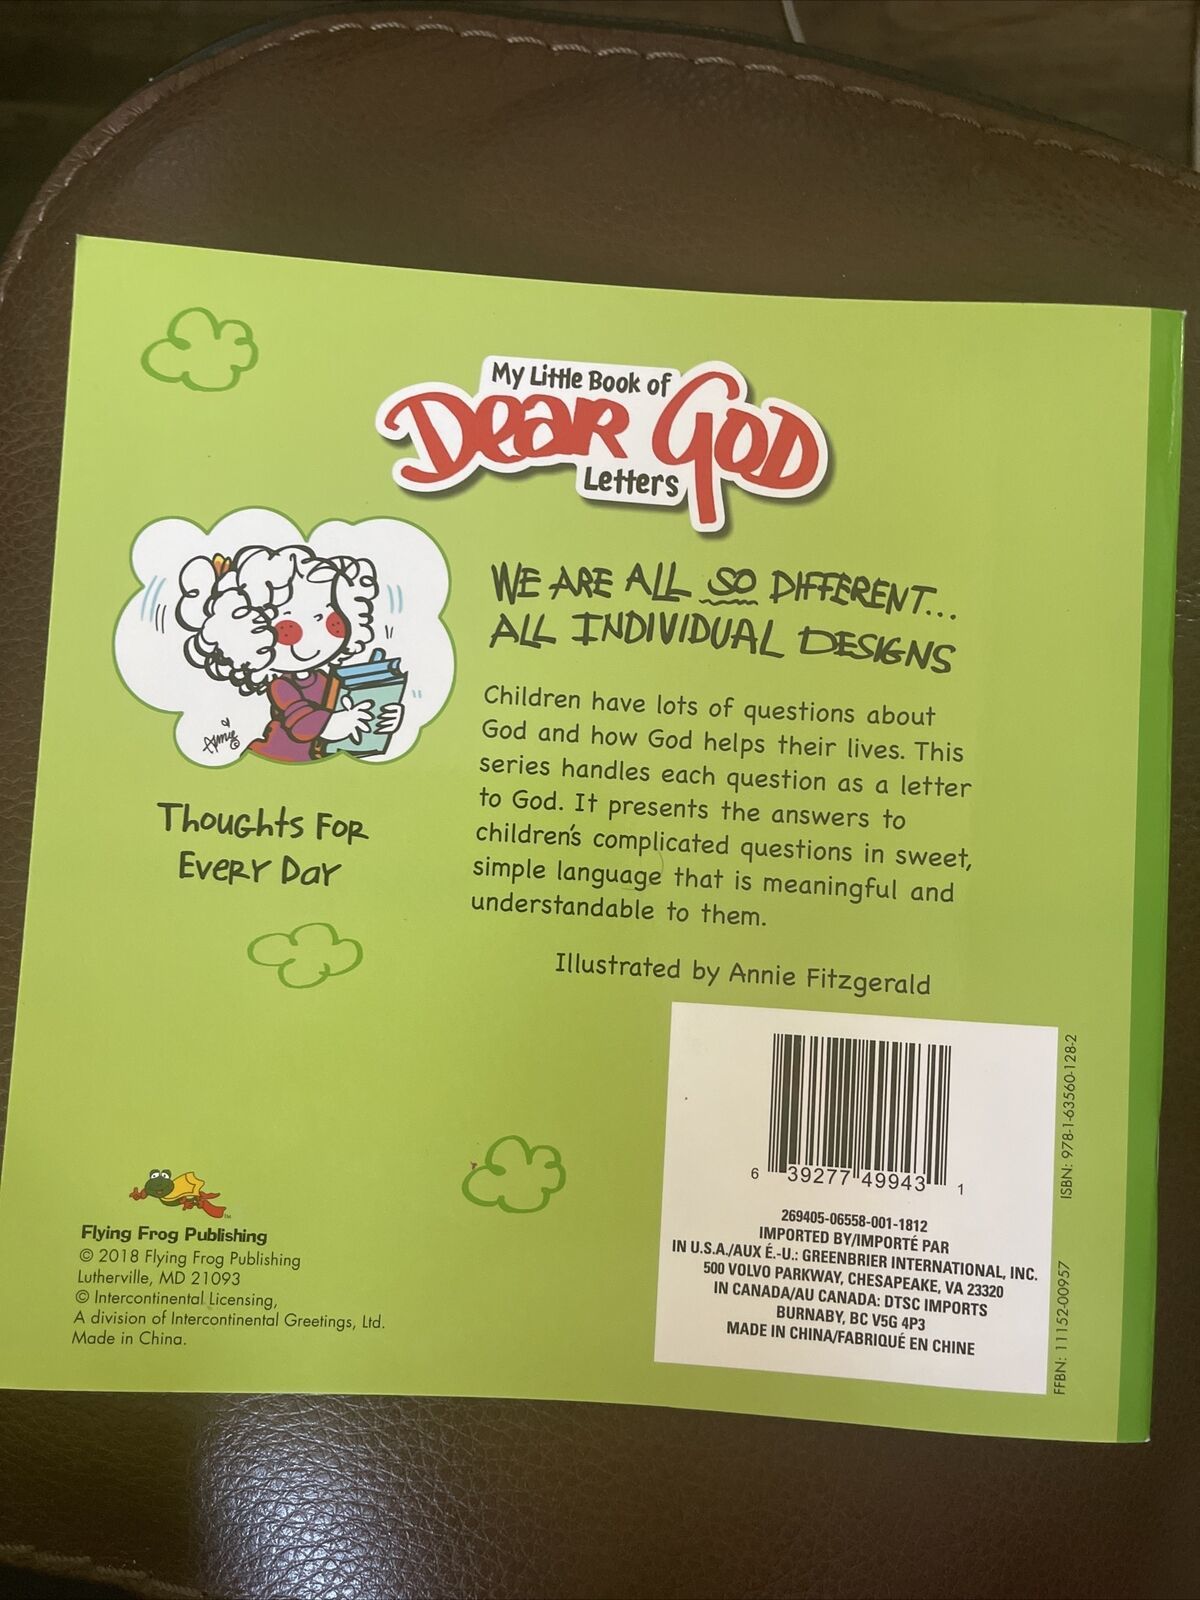 My Little Book of
DEAR GOD
Letters
WE ARE ALL SO DIFFERENT...
ALL INDIVIDUAL DESIGNS
Children have lots of questions about
God and how God helps their lives. This
series handles each question as a letter
to God. It presents the answers to
children's complicated questions in sweet,
simple language that is meaningful and
understandable to them.
Illustrated by Annie Fitzgerald
Annie ©
Thoughts For
Every Day
Flying Frog Publishing
© 2018 Flying Frog Publishing
Lutherville, MD 21093
© Intercontinental Licensing,
A division of Intercontinental Greetings, Ltd.
Made in China.
6 39277 49943 1
269405-06558-001-1812
IMPORTED BY/IMPORTÉ PAR
IN U.S.A./AUX É.-U.: GREENBRIER INTERNATIONAL, INC.
500 VOLVO PARKWAY, CHESAPEAKE, VA 23320
IN CANADA/AU CANADA: DTSC IMPORTS
BURNABY, BC V5G 4P3
MADE IN CHINA/FABRIQUÉ EN CHINE
ISBN: 978-1-63560-128-2
FFBN: 11152-00957